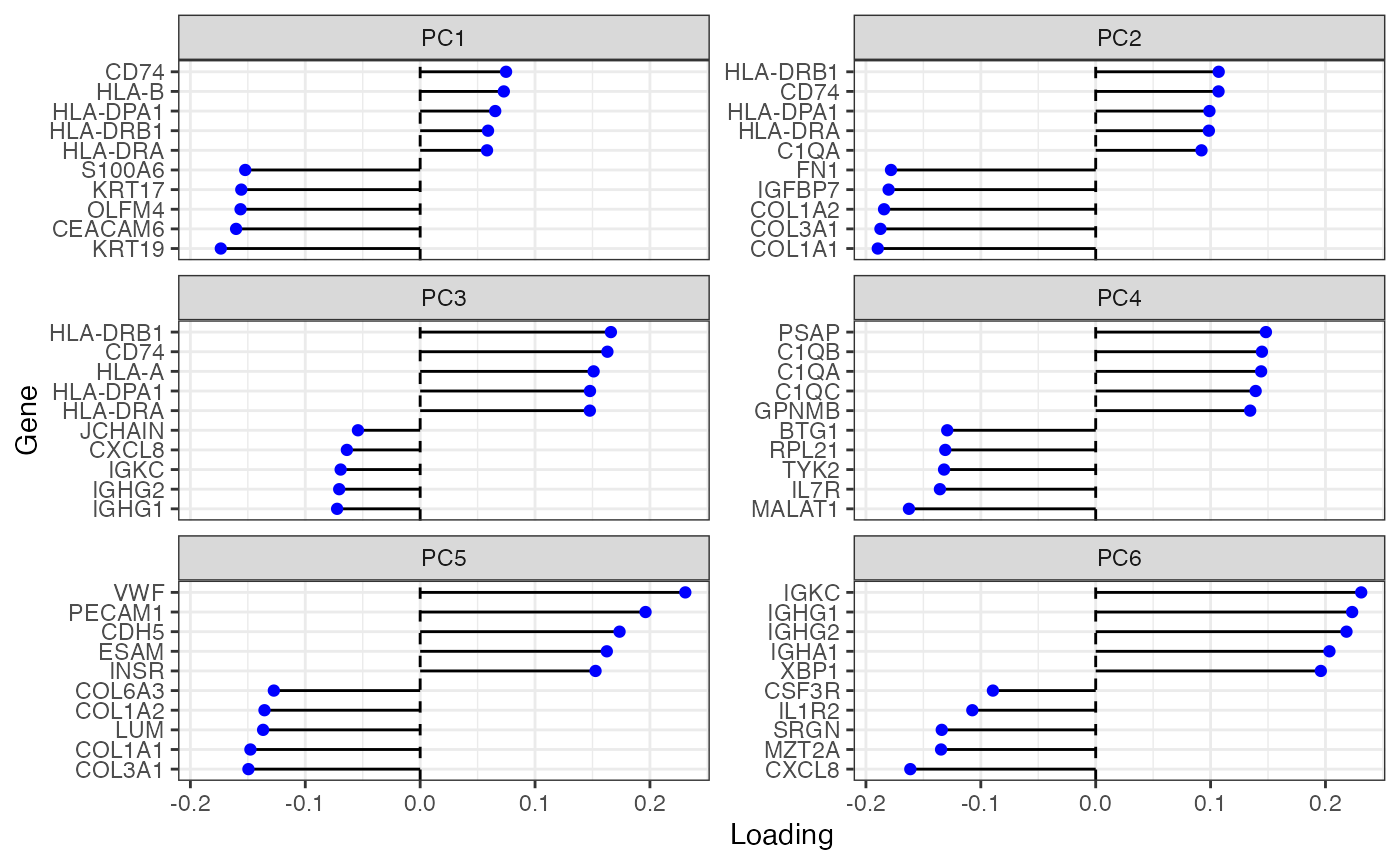 PC1
CD74
HLA-B
HLA-DPA1
HLA-DRB1
HLA-DRA
S100A6
KRT17
OLFM4
CEACAM6
KRT19
PC2
HLA-DRB1
CD74
HLA-DPA1
HLA-DRA
C1QA
FN1
IGFBP7
COL1A2
COL3A1
COL1A1
PC3
HLA-DRB1
CD74
HLA-A
HLA-DPA1
HLA-DRA
JCHAIN
CXCL8
IGKC
IGHG2
IGHG1
PC4
PSAP
C1QB
C1QA
C1QC
GPNMB
BTG1
RPL21
TYK2
IL7R
MALAT1
Gene
PC5
VWF
PECAM1
CDH5
ESAM
INSR
COL6A3
COL1A2
LUM
COL1A1
COL3A1
-0.2 -0.1 0.0 0.1 0.2
PC6
IGKC
IGHG1
IGHG2
IGHA1
XBP1
CSF3R
IL1R2
SRGN
MZT2A
CXCL8
-0.2 -0.1 0.0 0.1 0.2
Loading